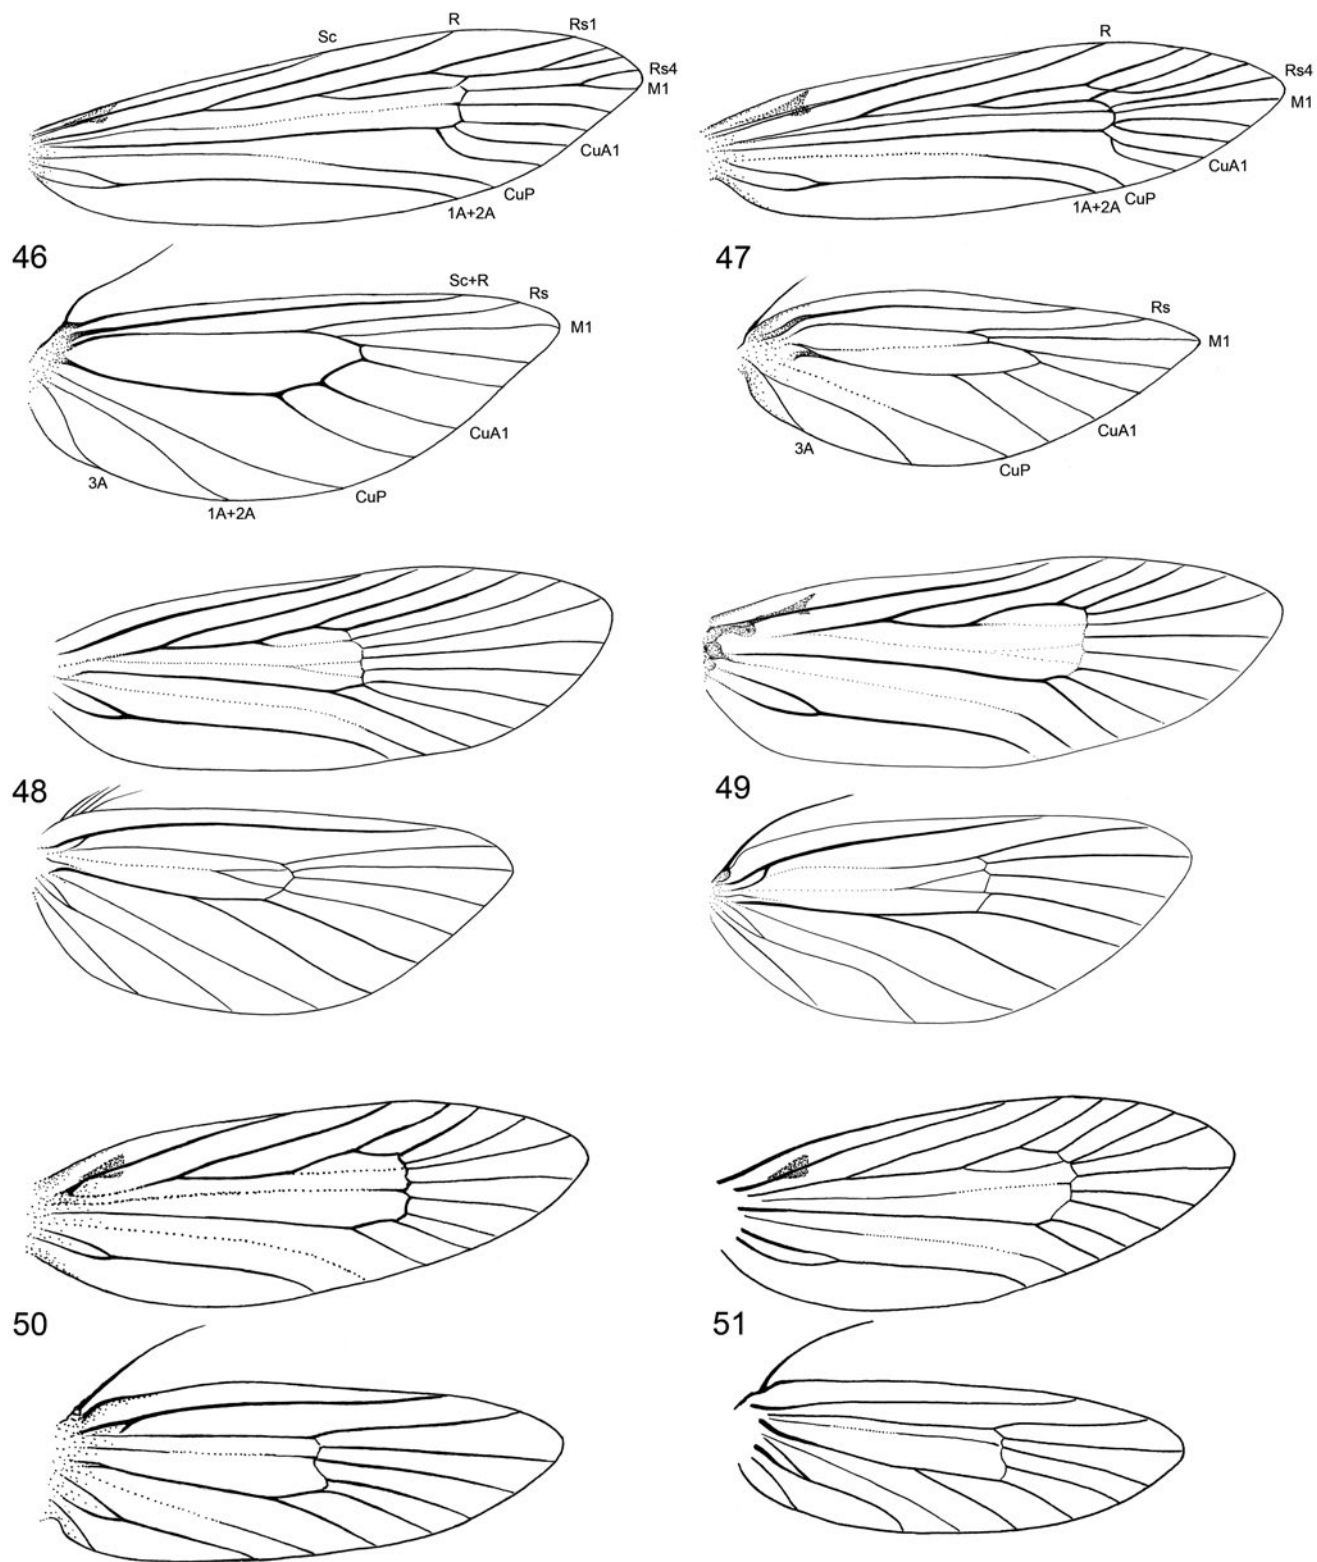 Sc R Rs1 Rs4 M1 CuA1 CuP 1A+2A
46
Sc+R Rs M1 CuA1 CuP 1A+2A 3A
R Rs4 M1 CuA1 CuP 1A+2A
47
Rs M1 CuA1 CuP 3A
48
49
50
51